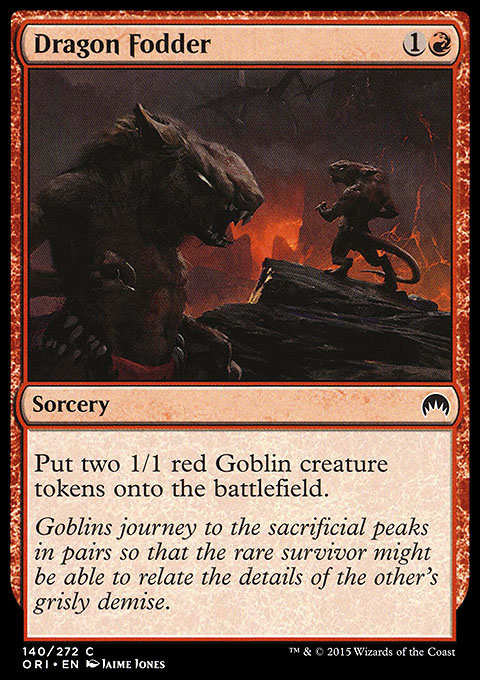 Dragon Fodder 1
Sorcery
Put two 1/1 red Goblin creature
tokens onto the battlefield.
Goblins journey to the sacrificial peaks
in pairs so that the rare survivor might
be able to relate the details of the other's
grisly demise.
140/272 C ™ & © 2015 Wizards of the Coast
ORI • EN Jaime Jones